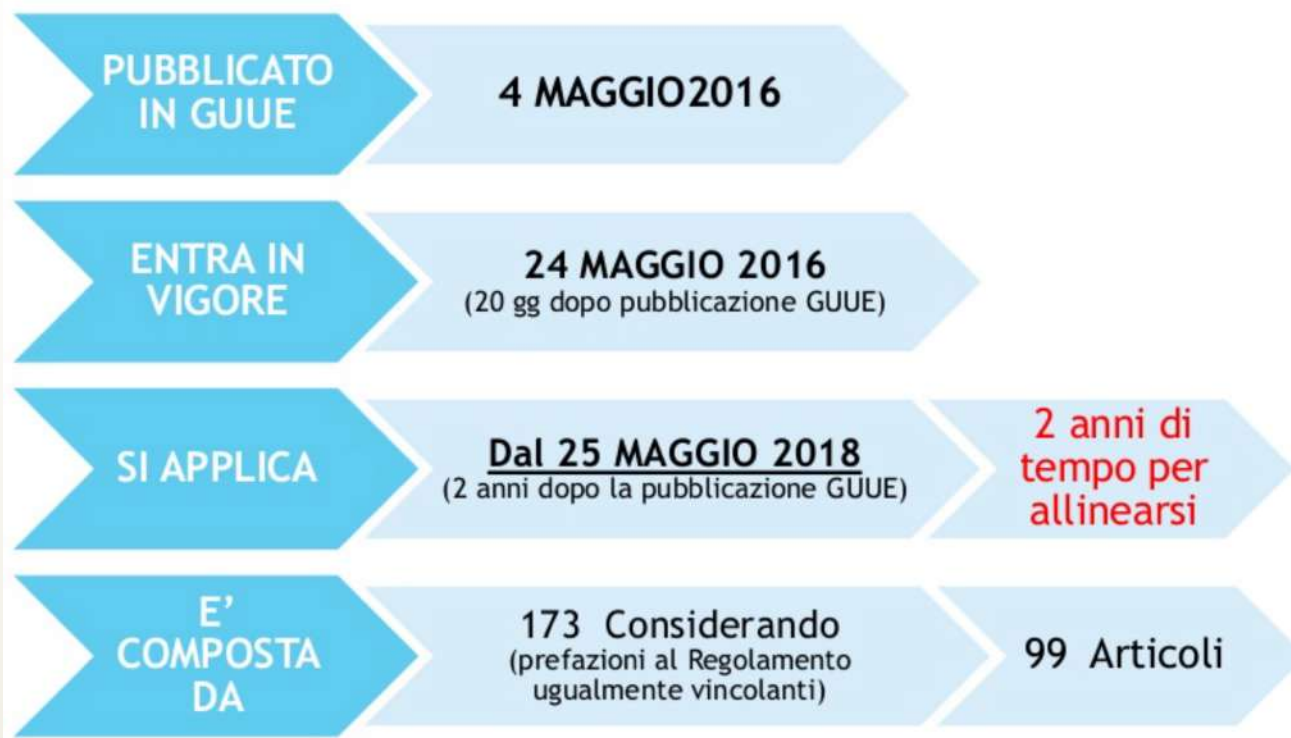 PUBBLICATO
IN GUUE
4 MAGGIO2016
ENTRA IN
VIGORE
24 MAGGIO 2016
(20 gg dopo pubblicazione GUUE)
SI APPLICA
Dal 25 MAGGIO 2018
(2 anni dopo la pubblicazione GUUE)
2 anni di
tempo per
allinearsi
E’
COMPOSTA
DA
173 Considerando
(prefazioni al Regolamento
ugualmente vincolanti)
99 Articoli